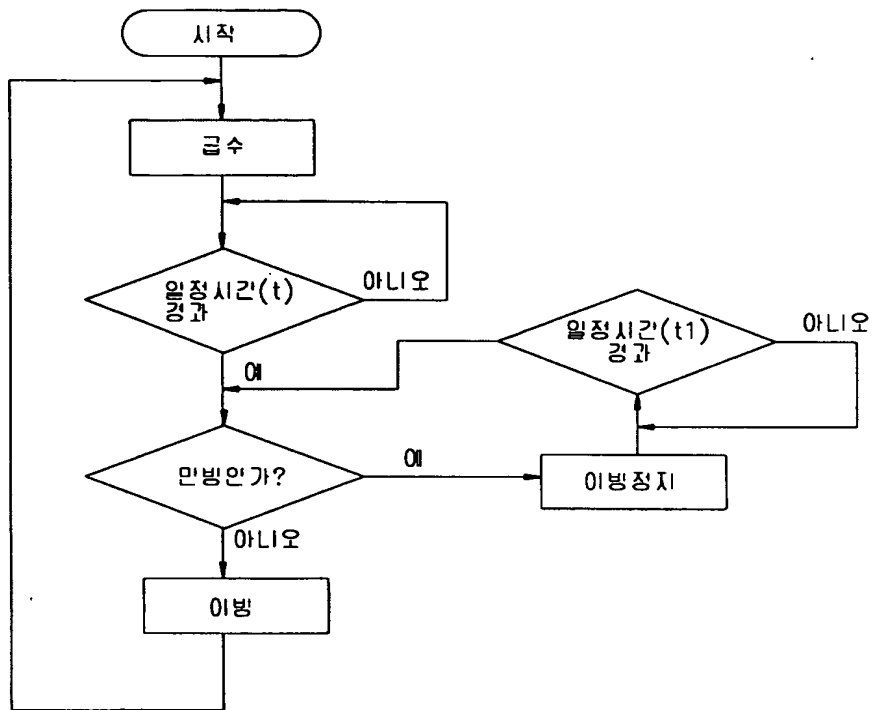 시작
급수
일정시간(t)
경과
아니오
예
일정시간(t1)
경과
아니오
만빙인가?
예
이빙정지
아니오
이빙